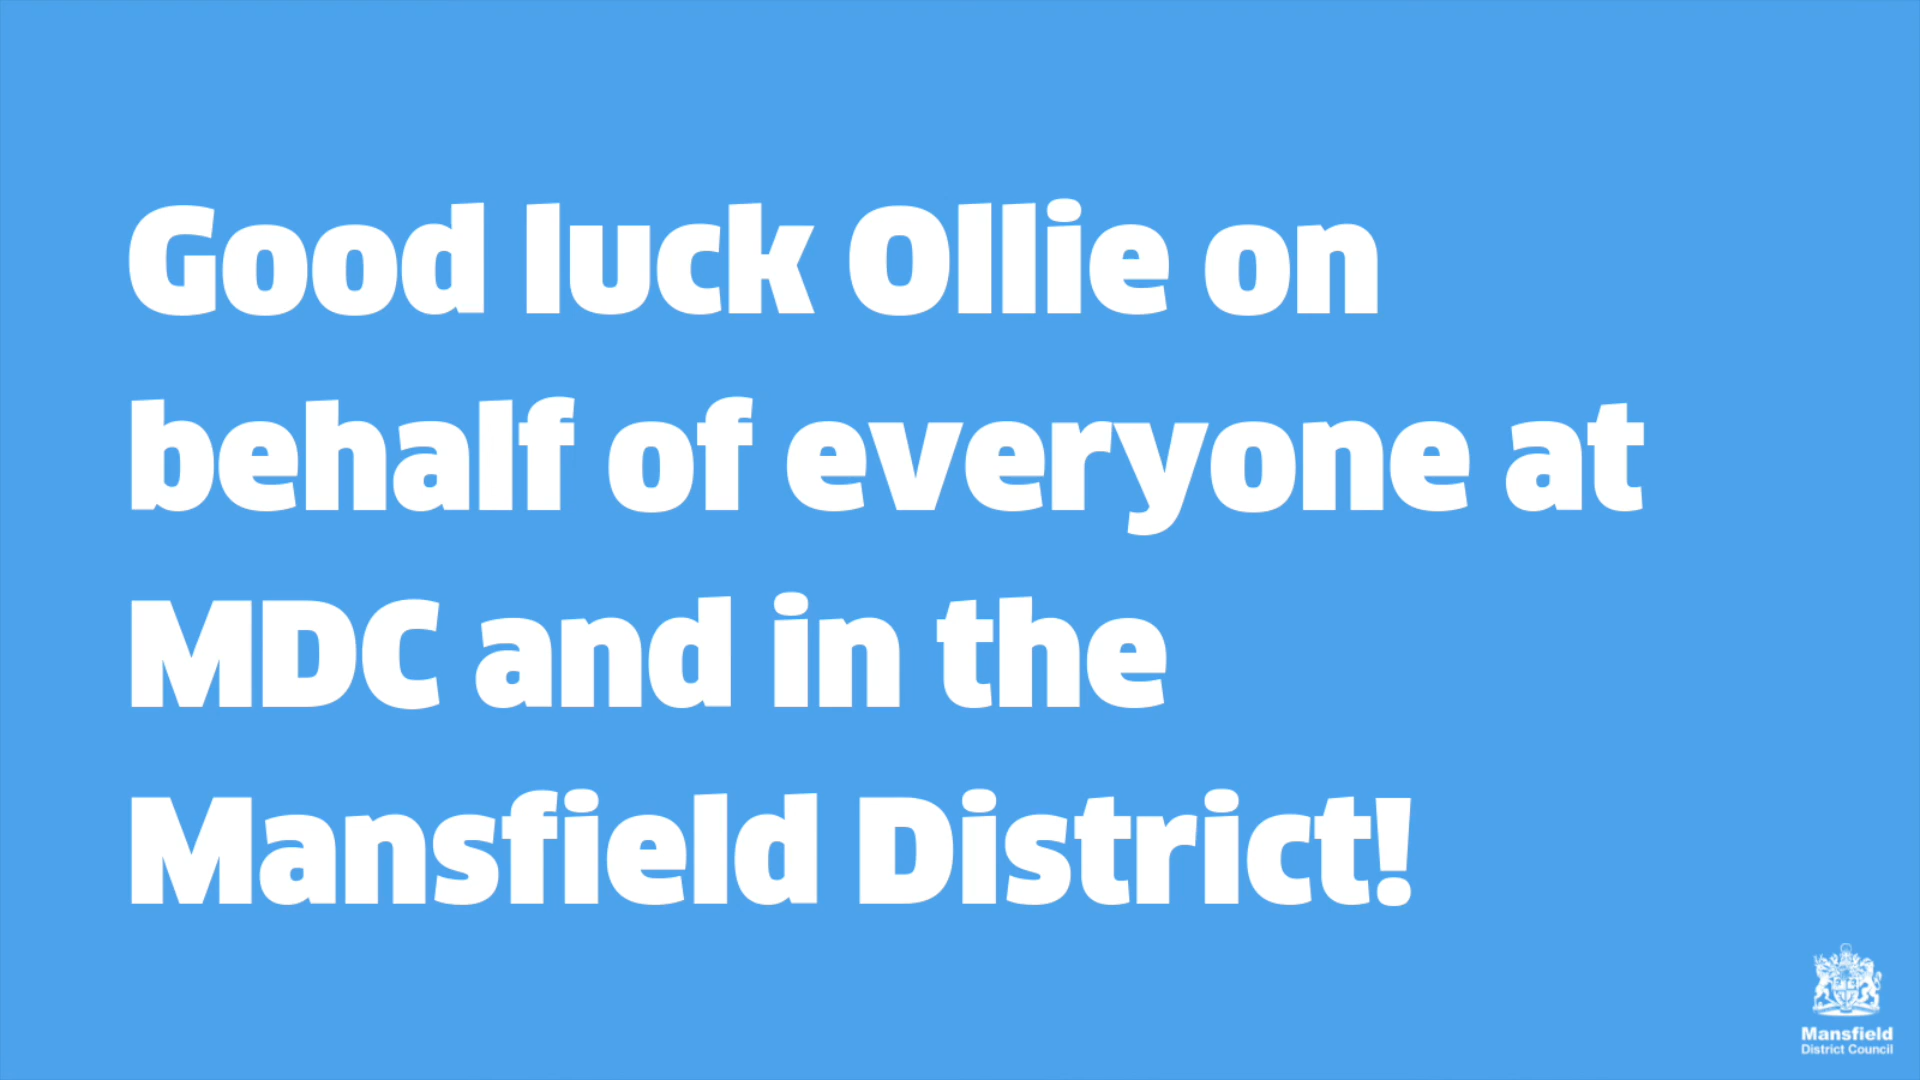 Good luck Ollie on
behalf of everyone at
MDC and in the
Mansfield District!
Mansfield
District Council